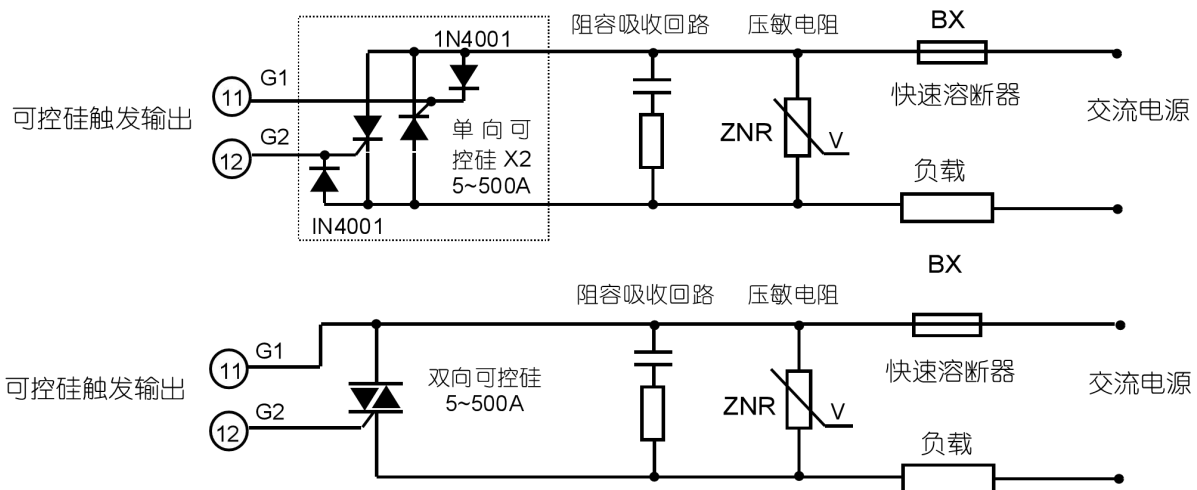 阻容吸收回路
压敏电阻
BX
1N4001
G1
11
可控硅触发输出
G2
12
单向可
控硅 X2
5~500A
IN4001
ZNR
V
快速溶断器
交流电源
负载
BX
阻容吸收回路
压敏电阻
G1
11
可控硅触发输出
G2
12
双向可控硅
5~500A
ZNR
V
快速溶断器
交流电源
负载